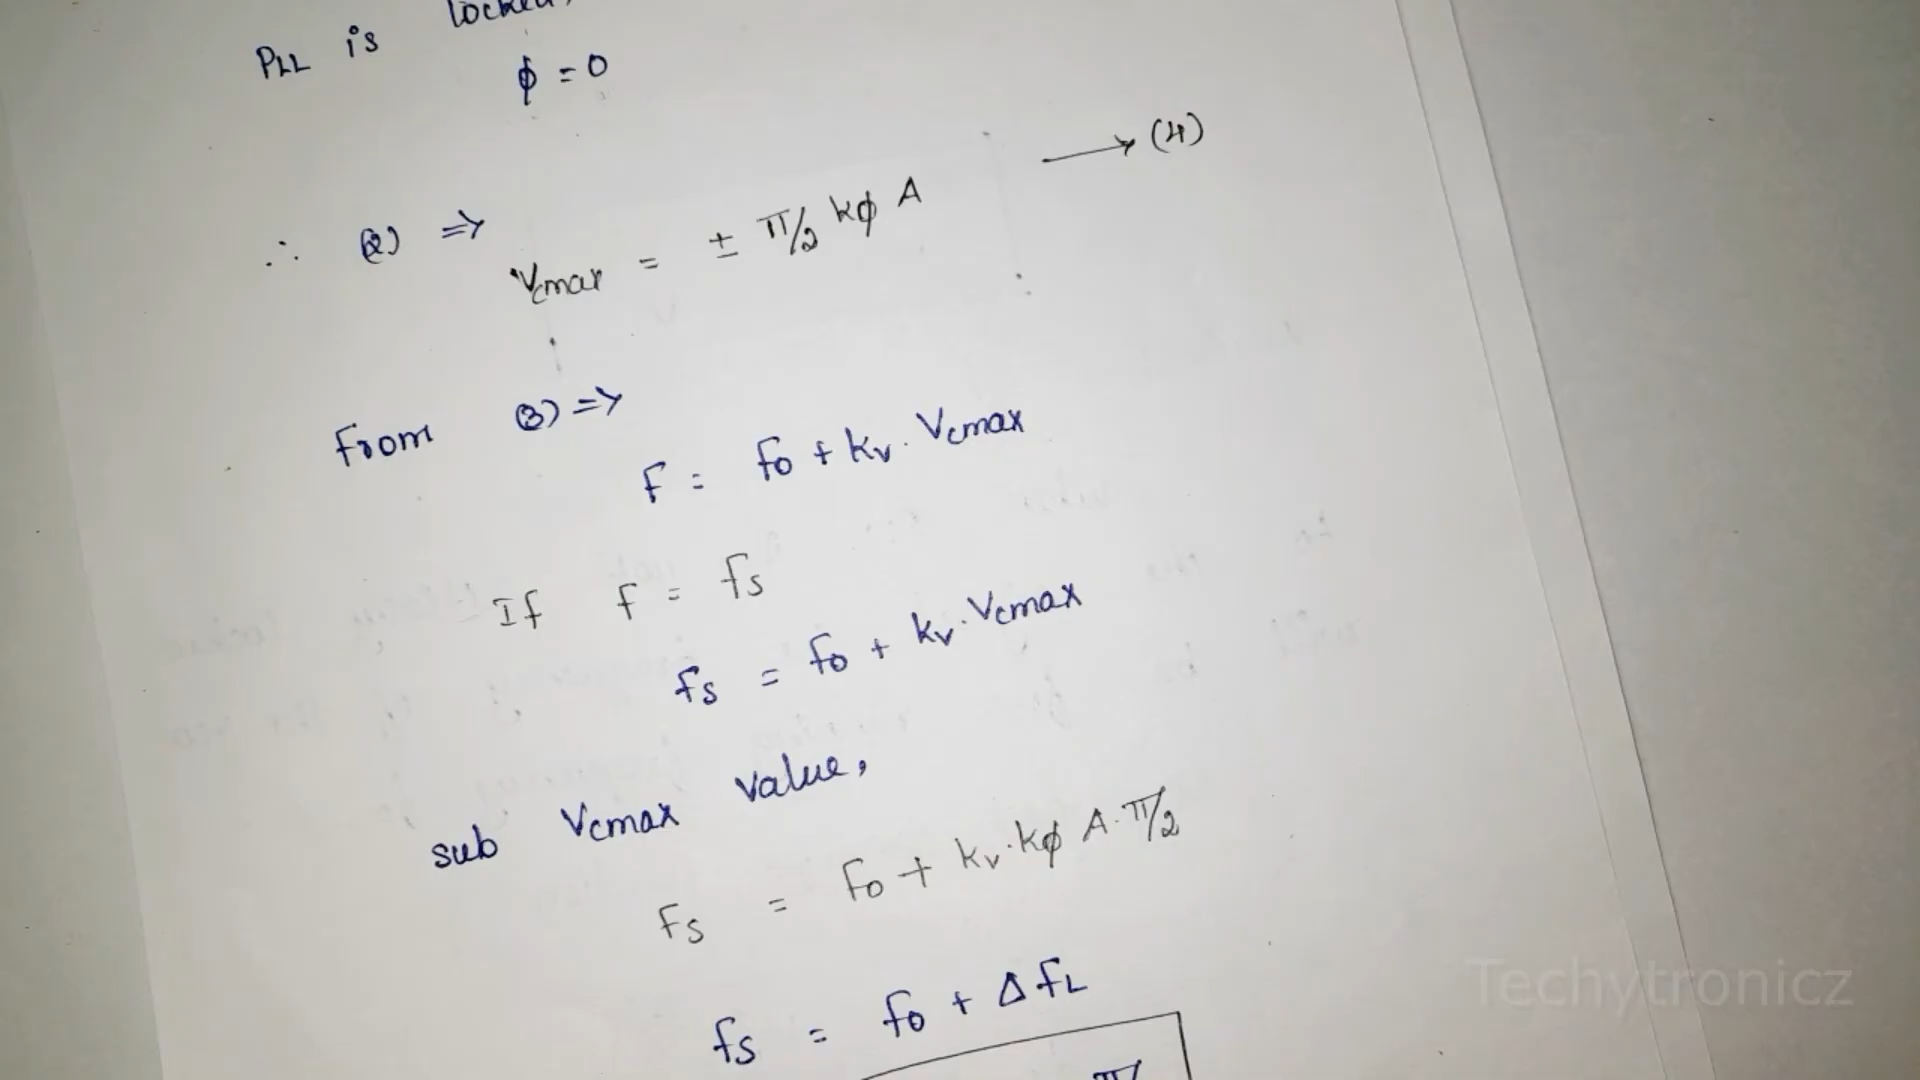 PLL is locked,
ϕ = 0
→ (4)
∴ (2) ⇒
Vcmax = ± π/2 kϕ A
From (3) ⇒
F = fo + kv . Vcmax
If f = fs
fs = fo + kv . Vcmax
sub Vcmax value,
Fs = Fo + kv . kϕ A . π/2
fs = fo + Δ fL
π/
Techytronicz